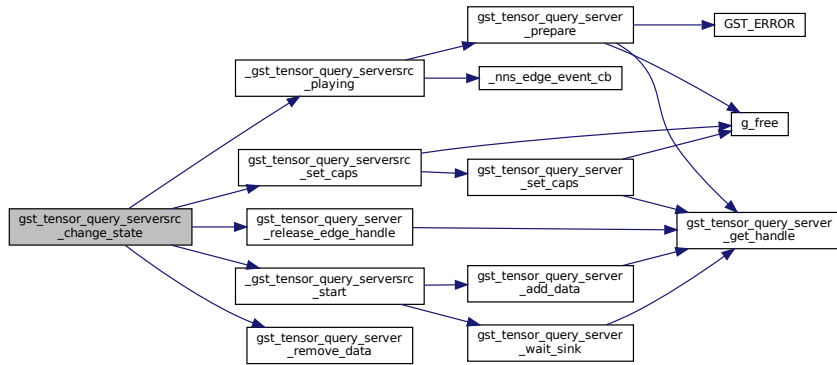 gst_tensor_query_server
_prepare
GST_ERROR
_gst_tensor_query_serversrc
_playing
_nns_edge_event_cb
g_free
gst_tensor_query_serversrc
_set_caps
gst_tensor_query_server
_set_caps
gst_tensor_query_serversrc
_change_state
gst_tensor_query_server
_release_edge_handle
gst_tensor_query_server
_get_handle
_gst_tensor_query_serversrc
_start
gst_tensor_query_server
_add_data
gst_tensor_query_server
_remove_data
gst_tensor_query_server
_wait_sink